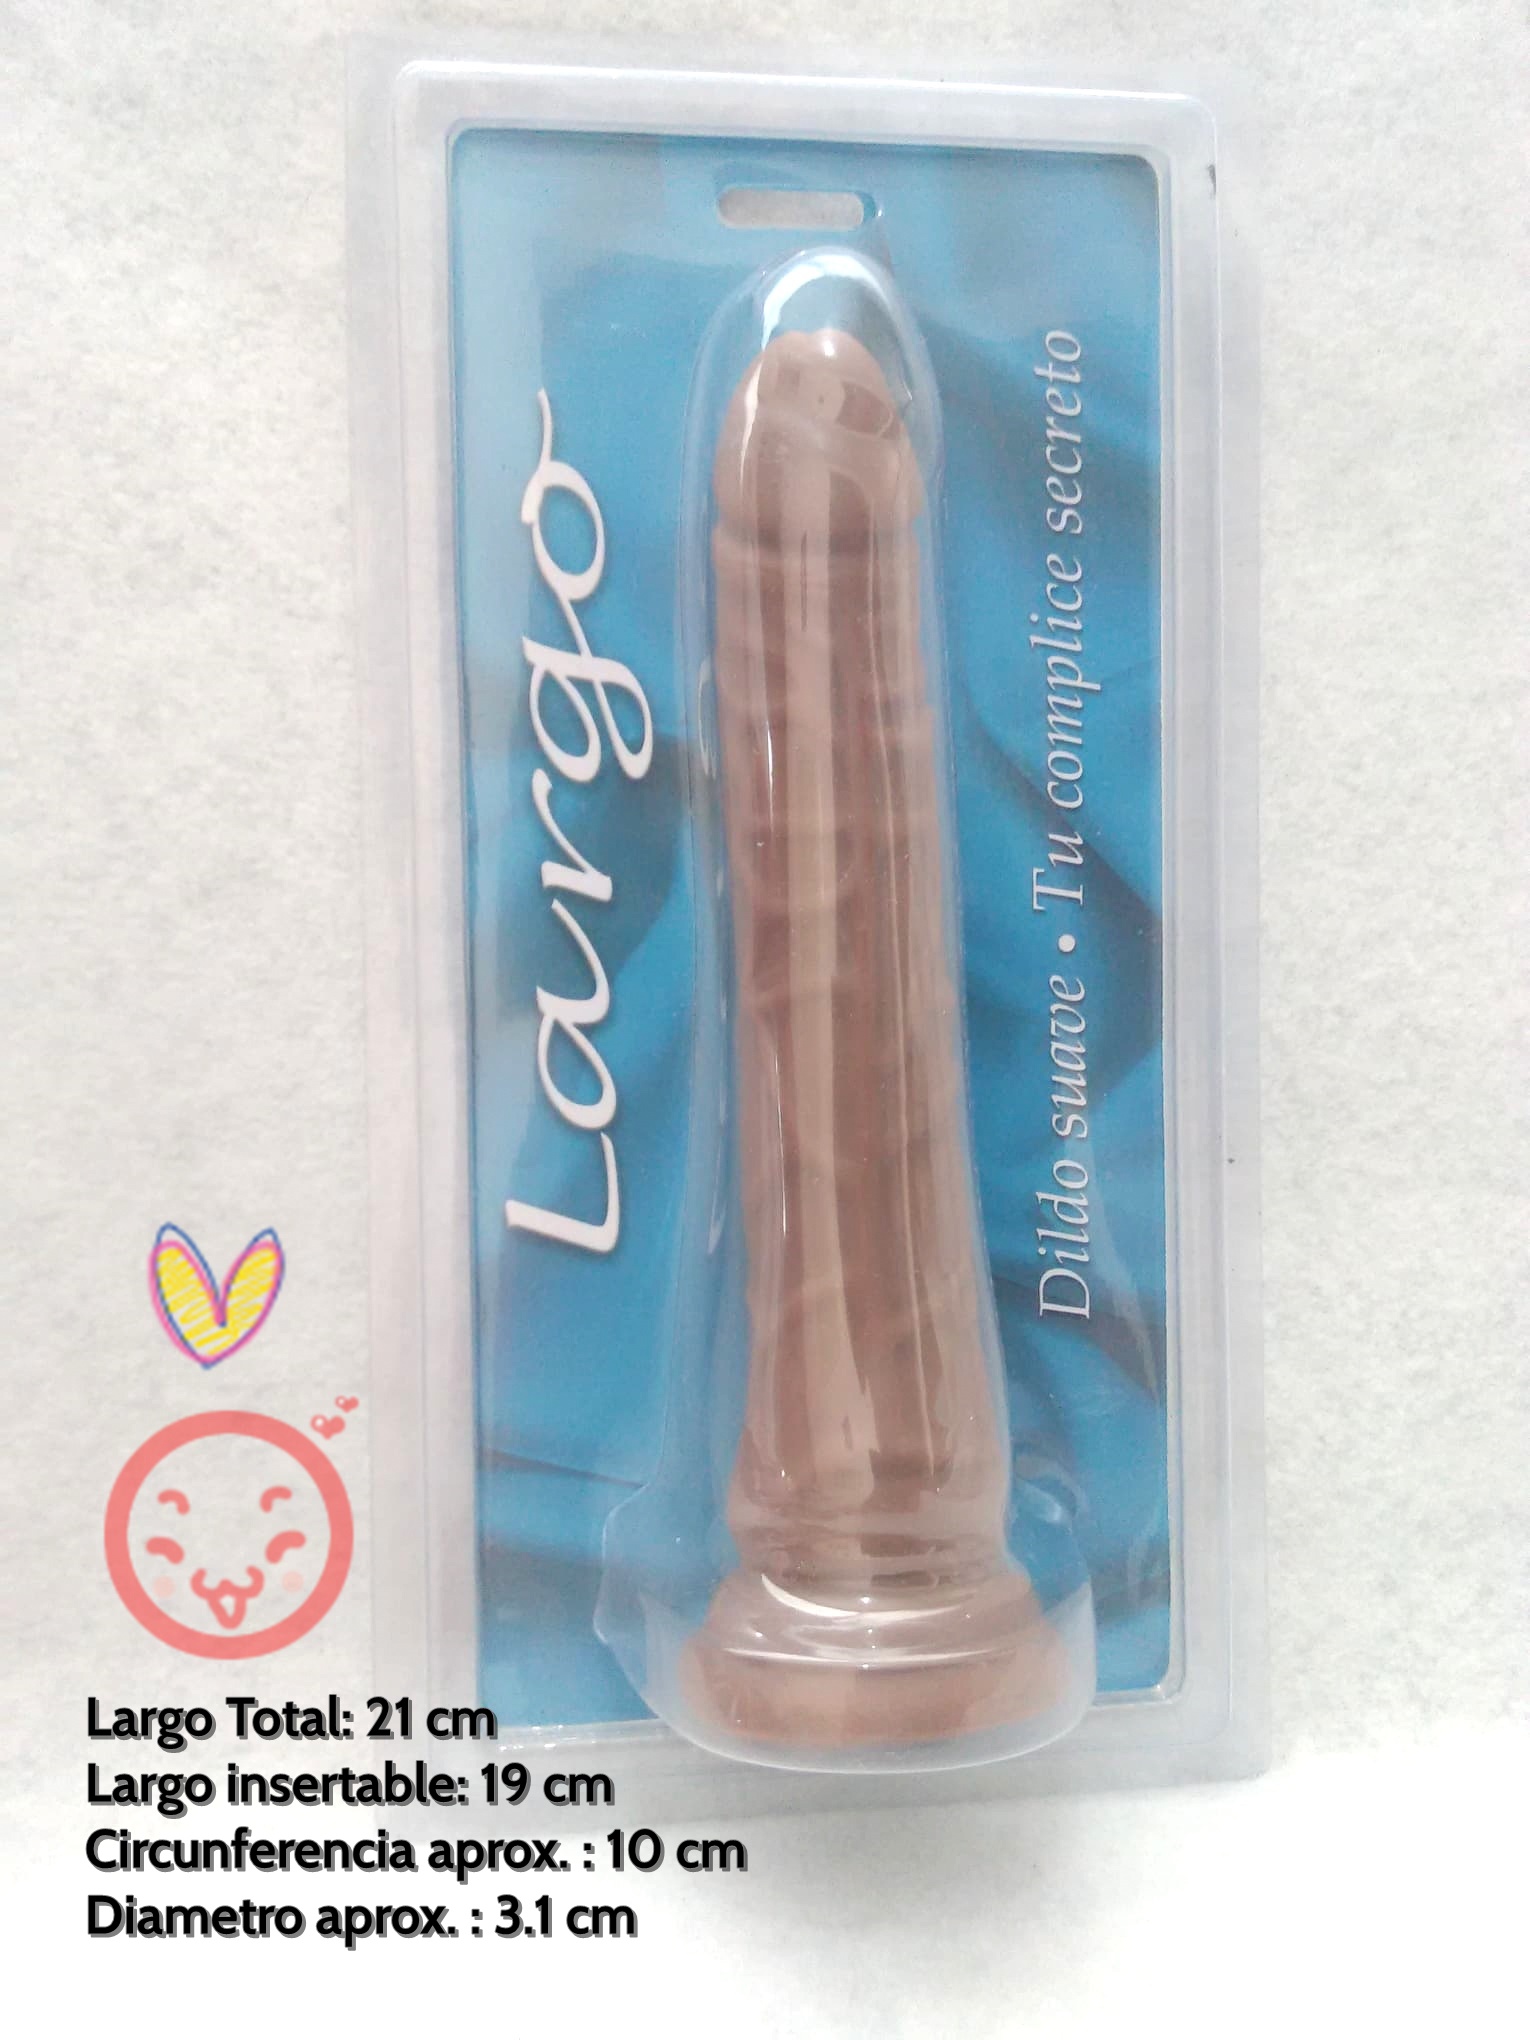 Largo
Dildo suave • Tu complice secreto
Largo Total: 21 cm
Largo insertable: 19 cm
Circunferencia aprox. : 10 cm
Diametro aprox. : 3.1 cm